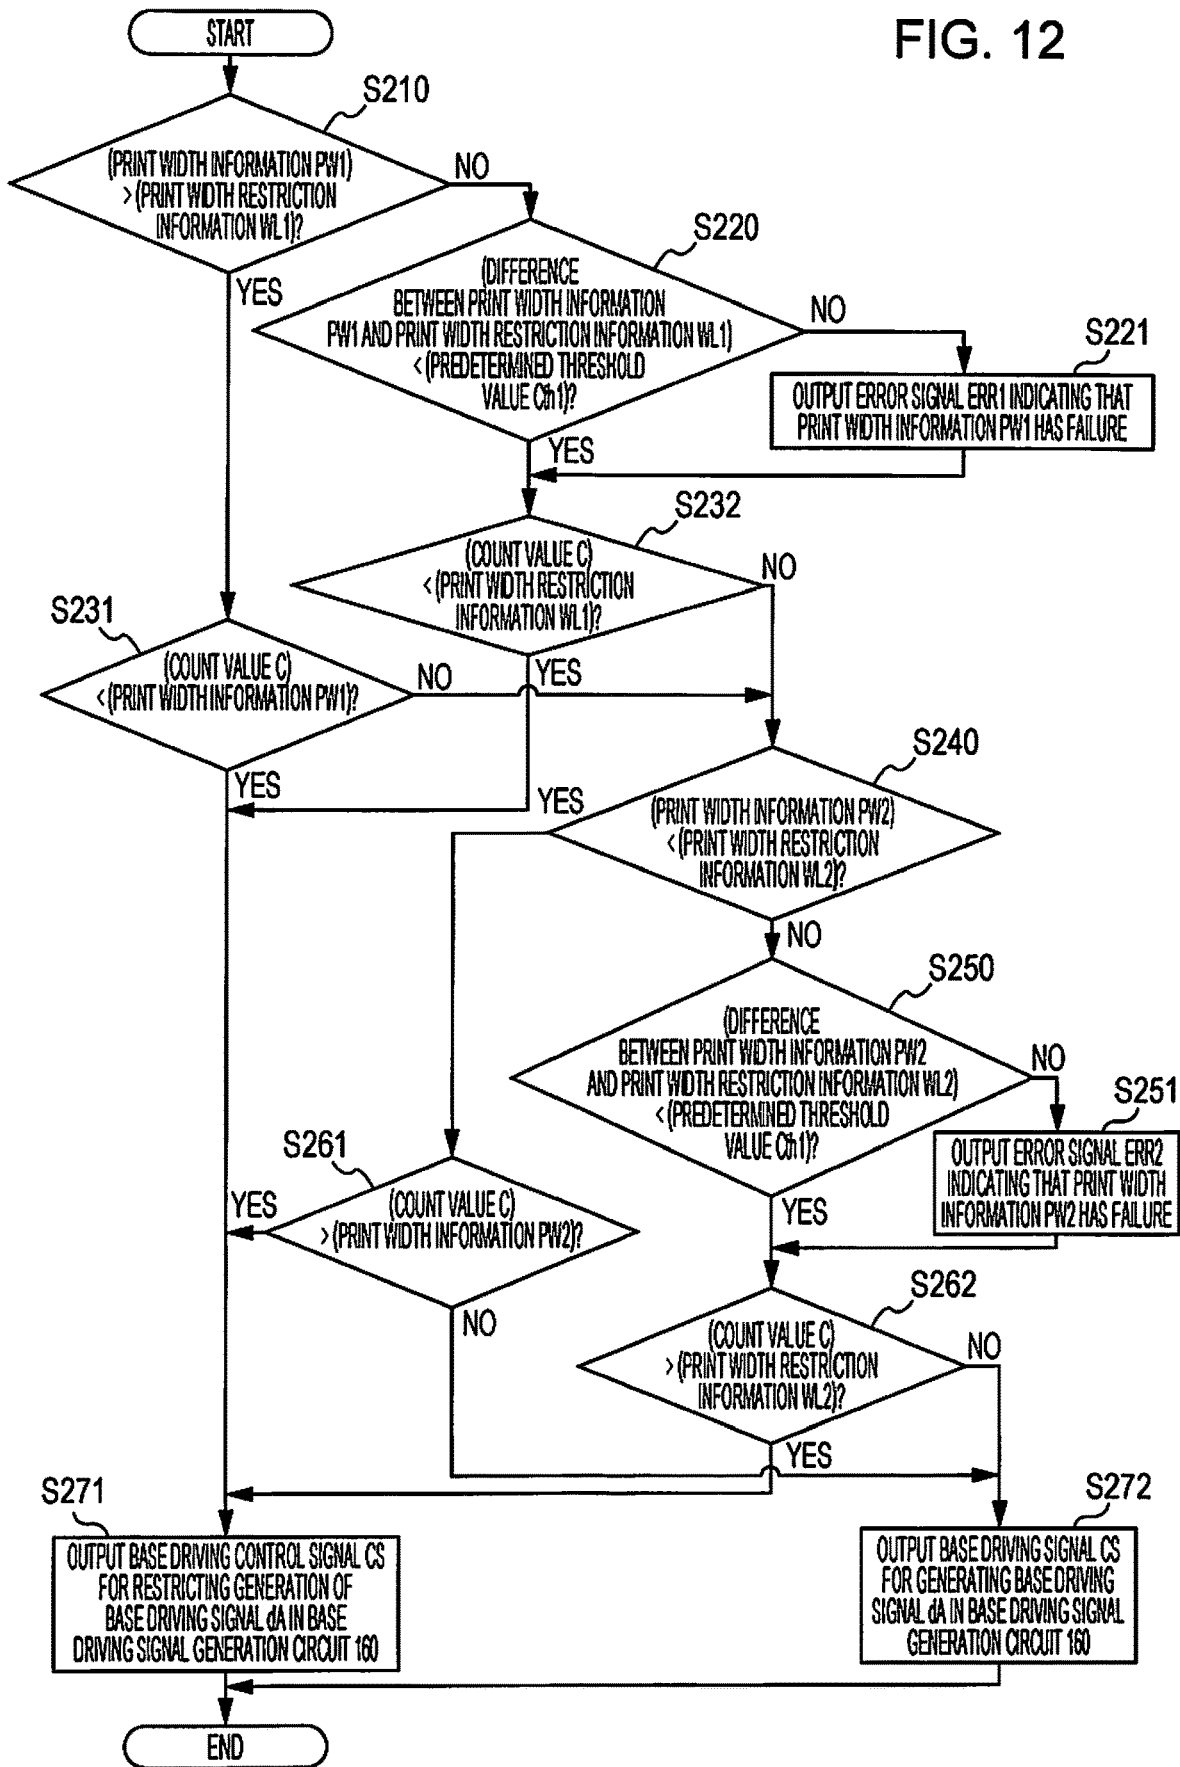 FIG. 12
START
S210
(PRINT WIDTH INFORMATION PW1)
> (PRINT WIDTH RESTRICTION
INFORMATION WL1)?
NO
YES
S220
(DIFFERENCE
BETWEEN PRINT WIDTH INFORMATION
PW1 AND PRINT WIDTH RESTRICTION INFORMATION WL1)
< (PREDETERMINED THRESHOLD
VALUE Cth1)?
NO
YES
S221
OUTPUT ERROR SIGNAL ERR1 INDICATING THAT
PRINT WIDTH INFORMATION PW1 HAS FAILURE
S232
(COUNT VALUE C)
< (PRINT WIDTH RESTRICTION
INFORMATION WL1)?
NO
YES
S231
(COUNT VALUE C)
< (PRINT WIDTH INFORMATION PW1)?
NO
YES
S240
(PRINT WIDTH INFORMATION PW2)
< (PRINT WIDTH RESTRICTION
INFORMATION WL2)?
YES
NO
S250
(DIFFERENCE
BETWEEN PRINT WIDTH INFORMATION PW2
AND PRINT WIDTH RESTRICTION INFORMATION WL2)
< (PREDETERMINED THRESHOLD
VALUE Cth1)?
NO
YES
S251
OUTPUT ERROR SIGNAL ERR2
INDICATING THAT PRINT WIDTH
INFORMATION PW2 HAS FAILURE
S261
(COUNT VALUE C)
> (PRINT WIDTH INFORMATION PW2)?
YES
NO
S262
(COUNT VALUE C)
> (PRINT WIDTH RESTRICTION
INFORMATION WL2)?
NO
YES
S271
OUTPUT BASE DRIVING CONTROL SIGNAL CS
FOR RESTRICTING GENERATION OF
BASE DRIVING SIGNAL dA IN BASE
DRIVING SIGNAL GENERATION CIRCUIT 160
S272
OUTPUT BASE DRIVING SIGNAL CS
FOR GENERATING BASE DRIVING
SIGNAL dA IN BASE DRIVING SIGNAL
GENERATION CIRCUIT 160
END